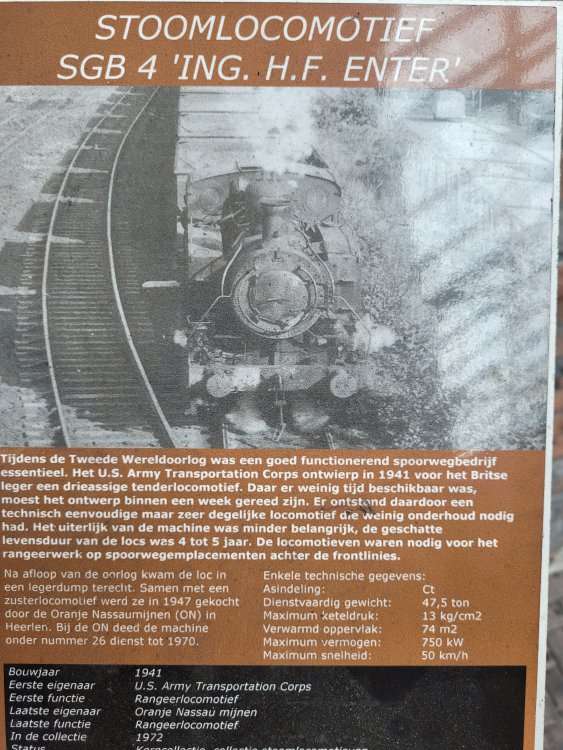 STOOMLOCOMOTIEF
SGB 4 'ING. H.F. ENTER'
Tijdens de Tweede Wereldoorlog was een goed functionerend spoorwegbedrijf
essentieel. Het U.S. Army Transportation Corps ontwierp in 1941 voor het Britse
leger een drieassige tenderlocomotief. Daar er weinig tijd beschikbaar was,
moest het ontwerp binnen een week gereed zijn. Er ontstond daardoor een
technisch eenvoudige maar zeer degelijke locomotief die weinig onderhoud nodig
had. Het uiterlijk van de machine was minder belangrijk, de geschatte
levensduur van de locs was 4 tot 5 jaar. De locomotieven waren nodig voor het
rangeerwerk op spoorwegemplacementen achter de frontlinies.
Na afloop van de oorlog kwam de loc in
een legerdump terecht. Samen met een
zusterlocomotief werd ze in 1947 gekocht
door de Oranje Nassaumijnen (ON) in
Heerlen. Bij de ON deed de machine
onder nummer 26 dienst tot 1970.
Enkele technische gegevens:
Asindeling: Ct
Dienstvaardig gewicht: 47,5 ton
Maximum keteldruk: 13 kg/cm2
Verwarmd oppervlak: 74 m2
Maximum vermogen: 750 kW
Maximum snelheid: 50 km/h
Bouwjaar 1941
Eerste eigenaar U.S. Army Transportation Corps
Eerste functie Rangeerlocomotief
Laatste eigenaar Oranje Nassau mijnen
Laatste functie Rangeerlocomotief
In de collectie 1972
Status Kerncollectie, collectie stoomlocomotieven